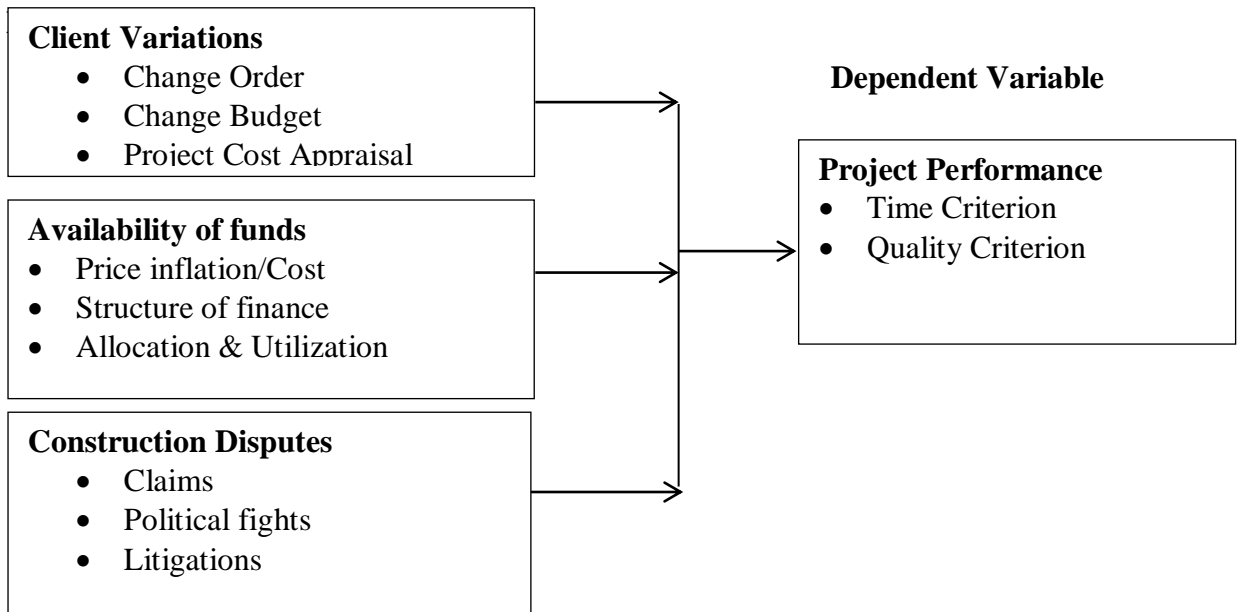 Client Variations
• Change Order
• Change Budget
• Project Cost Appraisal
Availability of funds
• Price inflation/Cost
• Structure of finance
• Allocation & Utilization
Construction Disputes
• Claims
• Political fights
• Litigations
Dependent Variable
Project Performance
• Time Criterion
• Quality Criterion